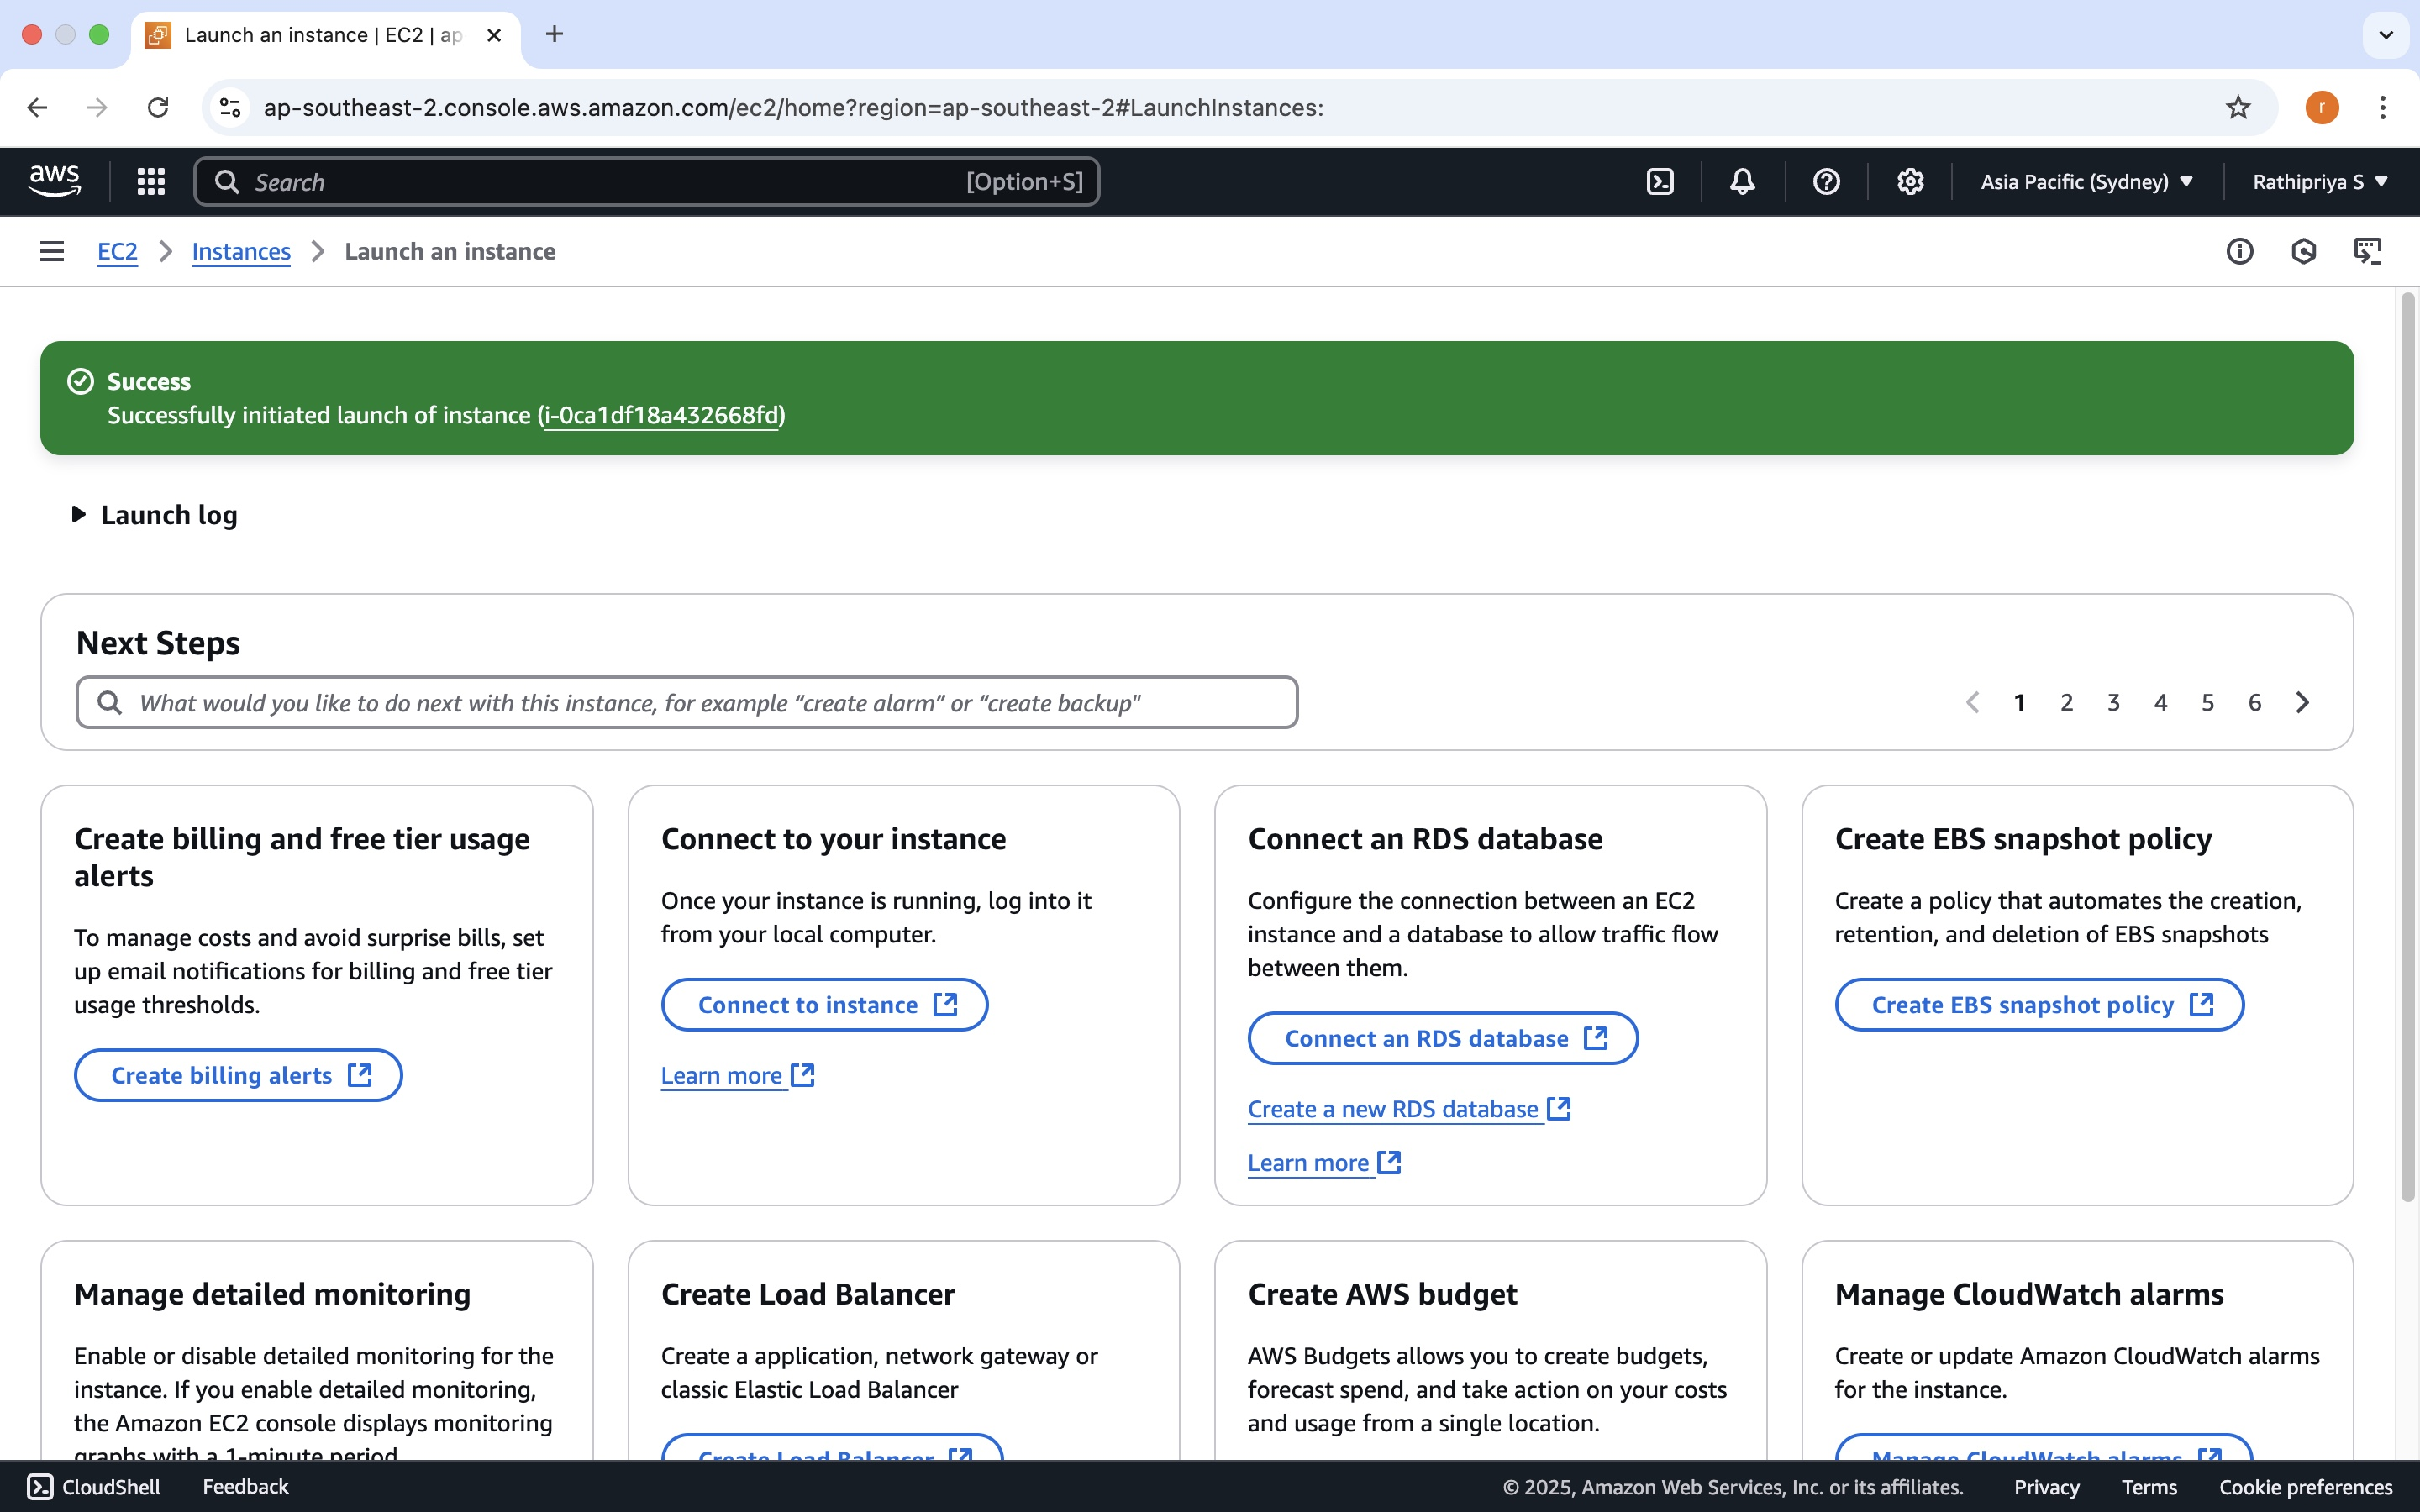 Launch an instance | EC2 | ap
ap-southeast-2.console.aws.amazon.com/ec2/home?region=ap-southeast-2#LaunchInstances:
r
aws
Search
[Option+S]
Asia Pacific (Sydney)
Rathipriya S
EC2
Instances
Launch an instance
Success
Successfully initiated launch of instance (i-0ca1df18a432668fd)
Launch log
Next Steps
What would you like to do next with this instance, for example “create alarm” or “create backup"
1 2 3 4 5 6
Create billing and free tier usage
alerts
To manage costs and avoid surprise bills, set
up email notifications for billing and free tier
usage thresholds.
Create billing alerts
Connect to your instance
Once your instance is running, log into it
from your local computer.
Connect to instance
Learn more
Connect an RDS database
Configure the connection between an EC2
instance and a database to allow traffic flow
between them.
Connect an RDS database
Create a new RDS database
Learn more
Create EBS snapshot policy
Create a policy that automates the creation,
retention, and deletion of EBS snapshots
Create EBS snapshot policy
Manage detailed monitoring
Enable or disable detailed monitoring for the
instance. If you enable detailed monitoring,
the Amazon EC2 console displays monitoring
graphs with a 1-minute period.
Create Load Balancer
Create a application, network gateway or
classic Elastic Load Balancer
Create Load Balancer
Create AWS budget
AWS Budgets allows you to create budgets,
forecast spend, and take action on your costs
and usage from a single location.
Manage CloudWatch alarms
Create or update Amazon CloudWatch alarms
for the instance.
Manage CloudWatch alarms
CloudShell
Feedback
© 2025, Amazon Web Services, Inc. or its affiliates.
Privacy
Terms
Cookie preferences